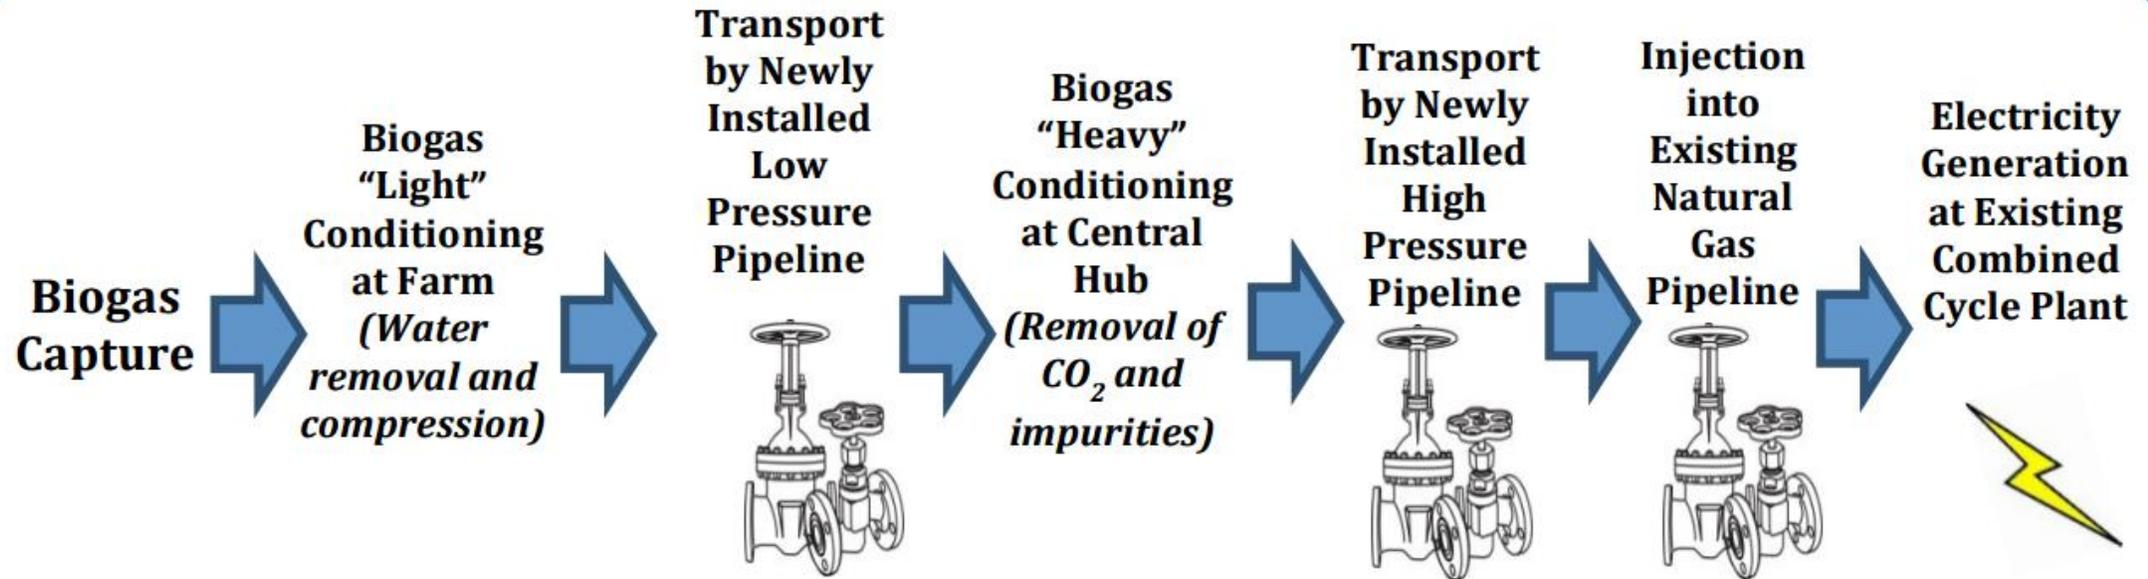 Biogas
Capture
Biogas
“Light”
Conditioning
at Farm
(Water
removal and
compression)
Transport
by Newly
Installed
Low
Pressure
Pipeline
Biogas
“Heavy”
Conditioning
at Central
Hub
(Removal of
CO2 and
impurities)
Transport
by Newly
Installed
High
Pressure
Pipeline
Injection
into
Existing
Natural
Gas
Pipeline
Electricity
Generation
at Existing
Combined
Cycle Plant